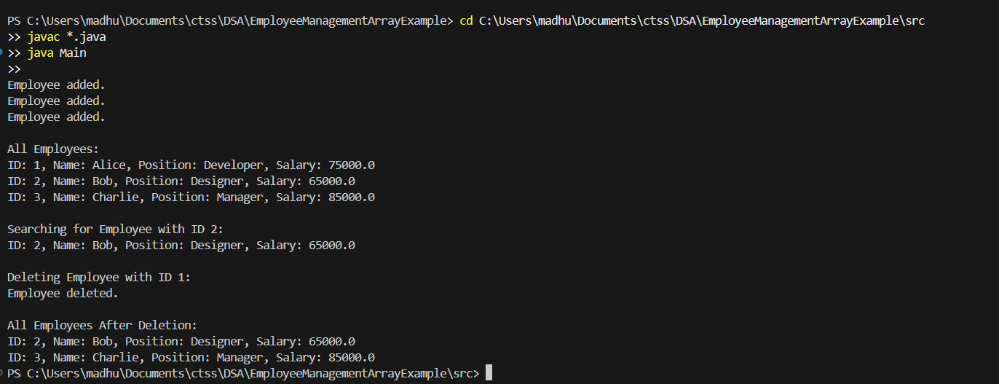 PS C:\Users\madhu\Documents\ctss\DSA\EmployeeManagementArrayExample> cd C:\Users\madhu\Documents\ctss\DSA\EmployeeManagementArrayExample\src
>> javac *.java
>> java Main
>>
Employee added.
Employee added.
Employee added.

All Employees:
ID: 1, Name: Alice, Position: Developer, Salary: 75000.0
ID: 2, Name: Bob, Position: Designer, Salary: 65000.0
ID: 3, Name: Charlie, Position: Manager, Salary: 85000.0

Searching for Employee with ID 2:
ID: 2, Name: Bob, Position: Designer, Salary: 65000.0

Deleting Employee with ID 1:
Employee deleted.

All Employees After Deletion:
ID: 2, Name: Bob, Position: Designer, Salary: 65000.0
ID: 3, Name: Charlie, Position: Manager, Salary: 85000.0
PS C:\Users\madhu\Documents\ctss\DSA\EmployeeManagementArrayExample\src>